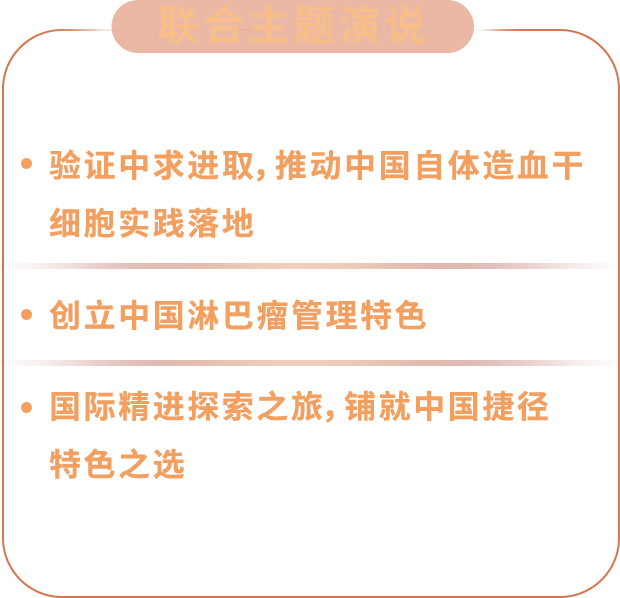 联合主题演说
• 验证中求进取，推动中国自体造血干
细胞实践落地
• 创立中国淋巴瘤管理特色
• 国际精进探索之旅，铺就中国捷径
特色之选